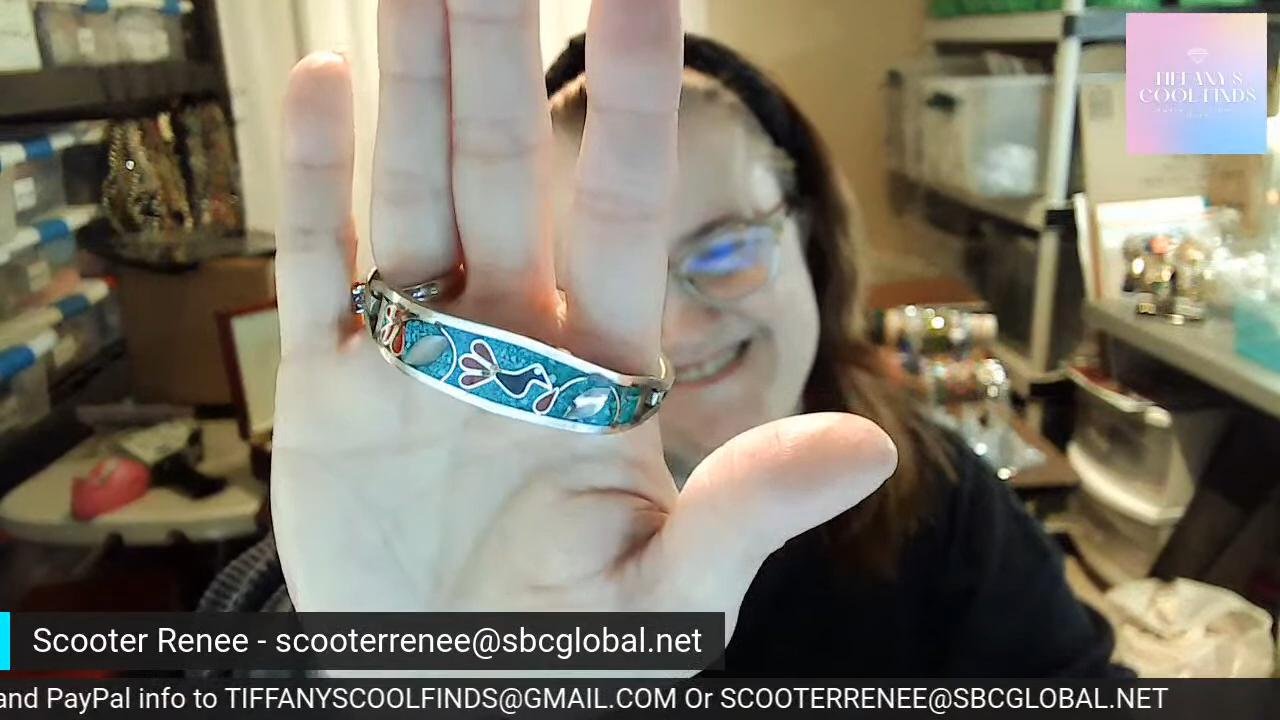 TIFFANY'S
COOL FINDS
Scooter Renee - scooterrenee@sbcglobal.net
and PayPal info to TIFFANYSCOOLFINDS@GMAIL.COM Or SCOOTERRENEE@SBCGLOBAL.NET